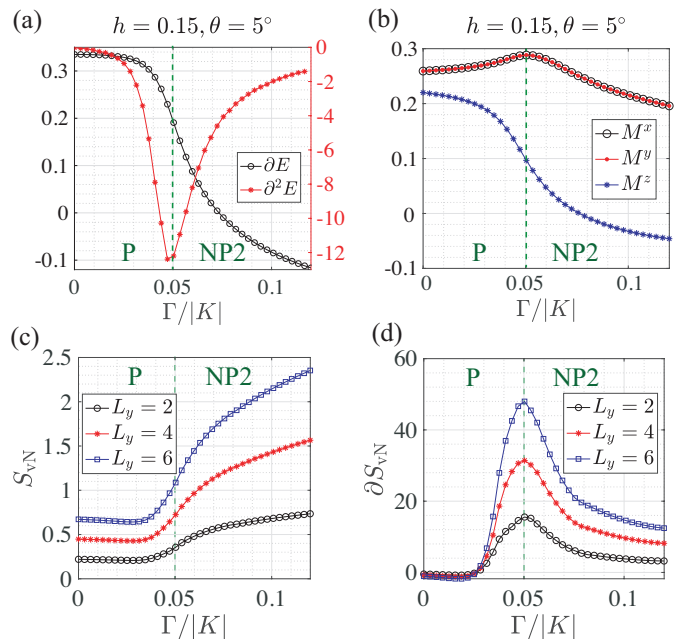 (a) h = 0.15, θ = 5°
0.3
0.2
0.1
0
-0.1
0
-2
-4
-6
-8
-10
-12
∂E
∂²E
P NP2
0 0.05 0.1
Γ/|K|
(b) h = 0.15, θ = 5°
0.3
0.2
0.1
0
-0.1
Mˣ
Mʸ
Mᶻ
P NP2
0 0.05 0.1
Γ/|K|
(c)
2.5
2
1.5
1
0.5
0
S_vN
P NP2
L_y = 2
L_y = 4
L_y = 6
0 0.05 0.1
Γ/|K|
(d)
60
40
20
0
∂S_vN
P NP2
L_y = 2
L_y = 4
L_y = 6
0 0.05 0.1
Γ/|K|